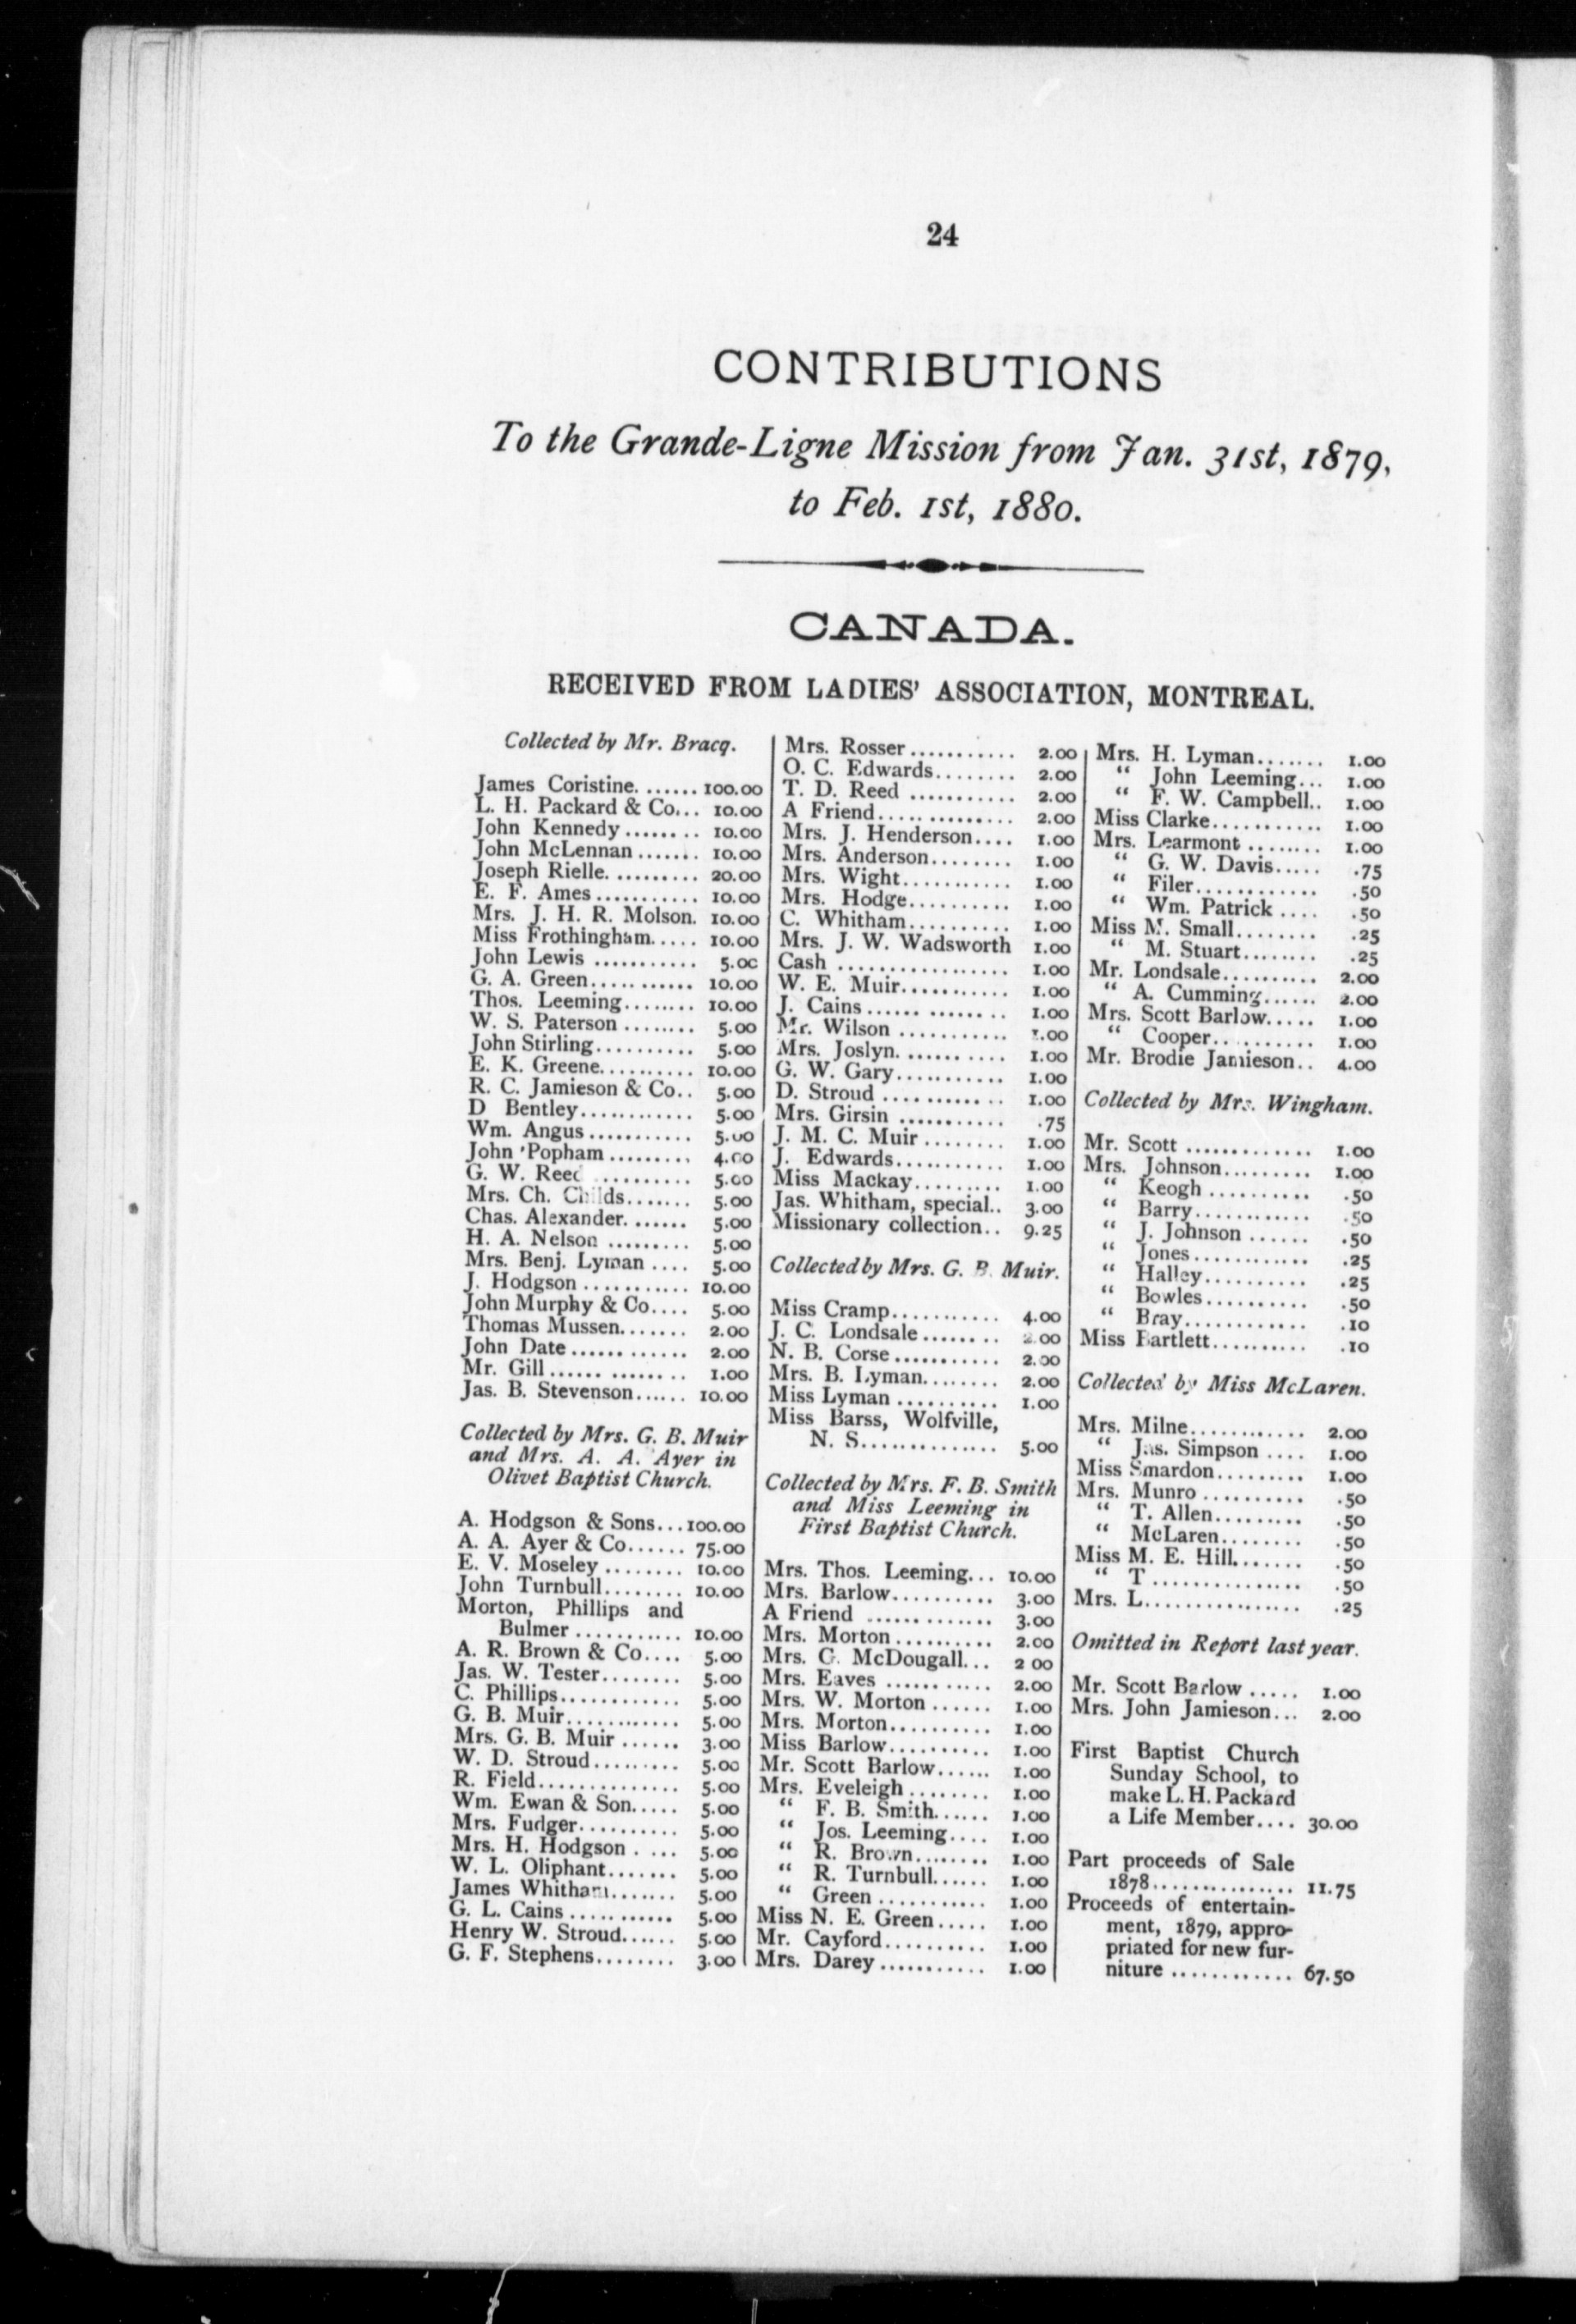 24
CONTRIBUTIONS
To the Grande-Ligne Mission from Jan. 31st, 1879,
to Feb. 1st, 1880.
CANADA.
RECEIVED FROM LADIES' ASSOCIATION, MONTREAL.
Collected by Mr. Bracq.
James Coristine. ...... 100.00
L. H. Packard & Co... 10.00
John Kennedy ........ 10.00
John McLennan ....... 10.00
Joseph Rielle. ......... 20.00
E. F. Ames ........... 10.00
Mrs. J. H. R. Molson. 10.00
Miss Frothingham..... 10.00
John Lewis ........... 5.00
G. A. Green........... 10.00
Thos. Leeming........ 10.00
W. S. Paterson ........ 5.00
John Stirling.......... 5.00
E. K. Greene.......... 10.00
R. C. Jamieson & Co.. 5.00
D Bentley............ 5.00
Wm. Angus ........... 5.00
John Popham ......... 4.00
G. W. Reed .......... 5.00
Mrs. Ch. Childs....... 5.00
Chas. Alexander. ...... 5.00
H. A. Nelson ......... 5.00
Mrs. Benj. Lyman .... 5.00
J. Hodgson ........... 10.00
John Murphy & Co.... 5.00
Thomas Mussen....... 2.00
John Date ............ 2.00
Mr. Gill ...... ........ 1.00
Jas. B. Stevenson...... 10.00
Collected by Mrs. G. B. Muir
and Mrs. A. A. Ayer in
Olivet Baptist Church.
A. Hodgson & Sons...100.00
A. A. Ayer & Co...... 75.00
E. V. Moseley ........ 10.00
John Turnbull........ 10.00
Morton, Phillips and
Bulmer ........... 10.00
A. R. Brown & Co.... 5.00
Jas. W. Tester........ 5.00
C. Phillips............ 5.00
G. B. Muir............ 5.00
Mrs. G. B. Muir ...... 3.00
W. D. Stroud......... 5.00
R. Field.............. 5.00
Wm. Ewan & Son..... 5.00
Mrs. Fudger.......... 5.00
Mrs. H. Hodgson . ... 5.00
W. L. Oliphant....... 5.00
James Whitham....... 5.00
G. L. Cains ........... 5.00
Henry W. Stroud...... 5.00
G. F. Stephens........ 3.00
Mrs. Rosser ........... 2.00
O. C. Edwards........ 2.00
T. D. Reed ........... 2.00
A Friend.............. 2.00
Mrs. J. Henderson.... 1.00
Mrs. Anderson........ 1.00
Mrs. Wight........... 1.00
Mrs. Hodge.......... 1.00
C. Whitham.......... 1.00
Mrs. J. W. Wadsworth 1.00
Cash ................. 1.00
W. E. Muir........... 1.00
J. Cains ...... ........ 1.00
Mr. Wilson ........... 1.00
Mrs. Joslyn. .......... 1.00
G. W. Gary........... 1.00
D. Stroud ............ 1.00
Mrs. Girsin ........... .75
J. M. C. Muir ........ 1.00
J. Edwards........... 1.00
Miss Mackay......... 1.00
Jas. Whitham, special.. 3.00
Missionary collection.. 9.25
Collected by Mrs. G. B. Muir.
Miss Cramp........... 4.00
J. C. Londsale ........ 2.00
N. B. Corse ........... 2.00
Mrs. B. Lyman........ 2.00
Miss Lyman .......... 1.00
Miss Barss, Wolfville,
N. S.............. 5.00
Collected by Mrs. F. B. Smith
and Miss Leeming in
First Baptist Church.
Mrs. Thos. Leeming... 10.00
Mrs. Barlow.......... 3.00
A Friend ............. 3.00
Mrs. Morton .......... 2.00
Mrs. G. McDougall... 2 00
Mrs. Eaves ........... 2.00
Mrs. W. Morton ...... 1.00
Mrs. Morton.......... 1.00
Miss Barlow.......... 1.00
Mr. Scott Barlow...... 1.00
Mrs. Eveleigh ........ 1.00
“ F. B. Smith...... 1.00
“ Jos. Leeming.... 1.00
“ R. Brown........ 1.00
“ R. Turnbull...... 1.00
“ Green ........... 1.00
Miss N. E. Green ..... 1.00
Mr. Cayford.......... 1.00
Mrs. Darey ........... 1.00
Mrs. H. Lyman....... 1.00
“ John Leeming... 1.00
“ F. W. Campbell.. 1.00
Miss Clarke........... 1.00
Mrs. Learmont ........ 1.00
“ G. W. Davis..... .75
“ Filer............ .50
“ Wm. Patrick .... .50
Miss M. Small........ .25
“ M. Stuart........ .25
Mr. Londsale.......... 2.00
“ A. Cumming...... 2.00
Mrs. Scott Barlow..... 1.00
“ Cooper.......... 1.00
Mr. Brodie Jamieson.. 4.00
Collected by Mrs. Wingham.
Mr. Scott ............. 1.00
Mrs. Johnson......... 1.00
“ Keogh .......... .50
“ Barry............ .50
“ J. Johnson ...... .50
“ Jones............ .25
“ Halley.......... .25
“ Bowles.......... .50
“ Bray............ .10
Miss Bartlett.......... .10
Collected by Miss McLaren.
Mrs. Milne............ 2.00
“ Jas. Simpson .... 1.00
Miss Smardon......... 1.00
Mrs. Munro .......... .50
“ T. Allen......... .50
“ McLaren........ .50
Miss M. E. Hill....... .50
“ T ............... .50
Mrs. L................ .25
Omitted in Report last year.
Mr. Scott Barlow ..... 1.00
Mrs. John Jamieson... 2.00
First Baptist Church
Sunday School, to
make L. H. Packard
a Life Member.... 30.00
Part proceeds of Sale
1878............... 11.75
Proceeds of entertain-
ment, 1879, appro-
priated for new fur-
niture ............ 67.50